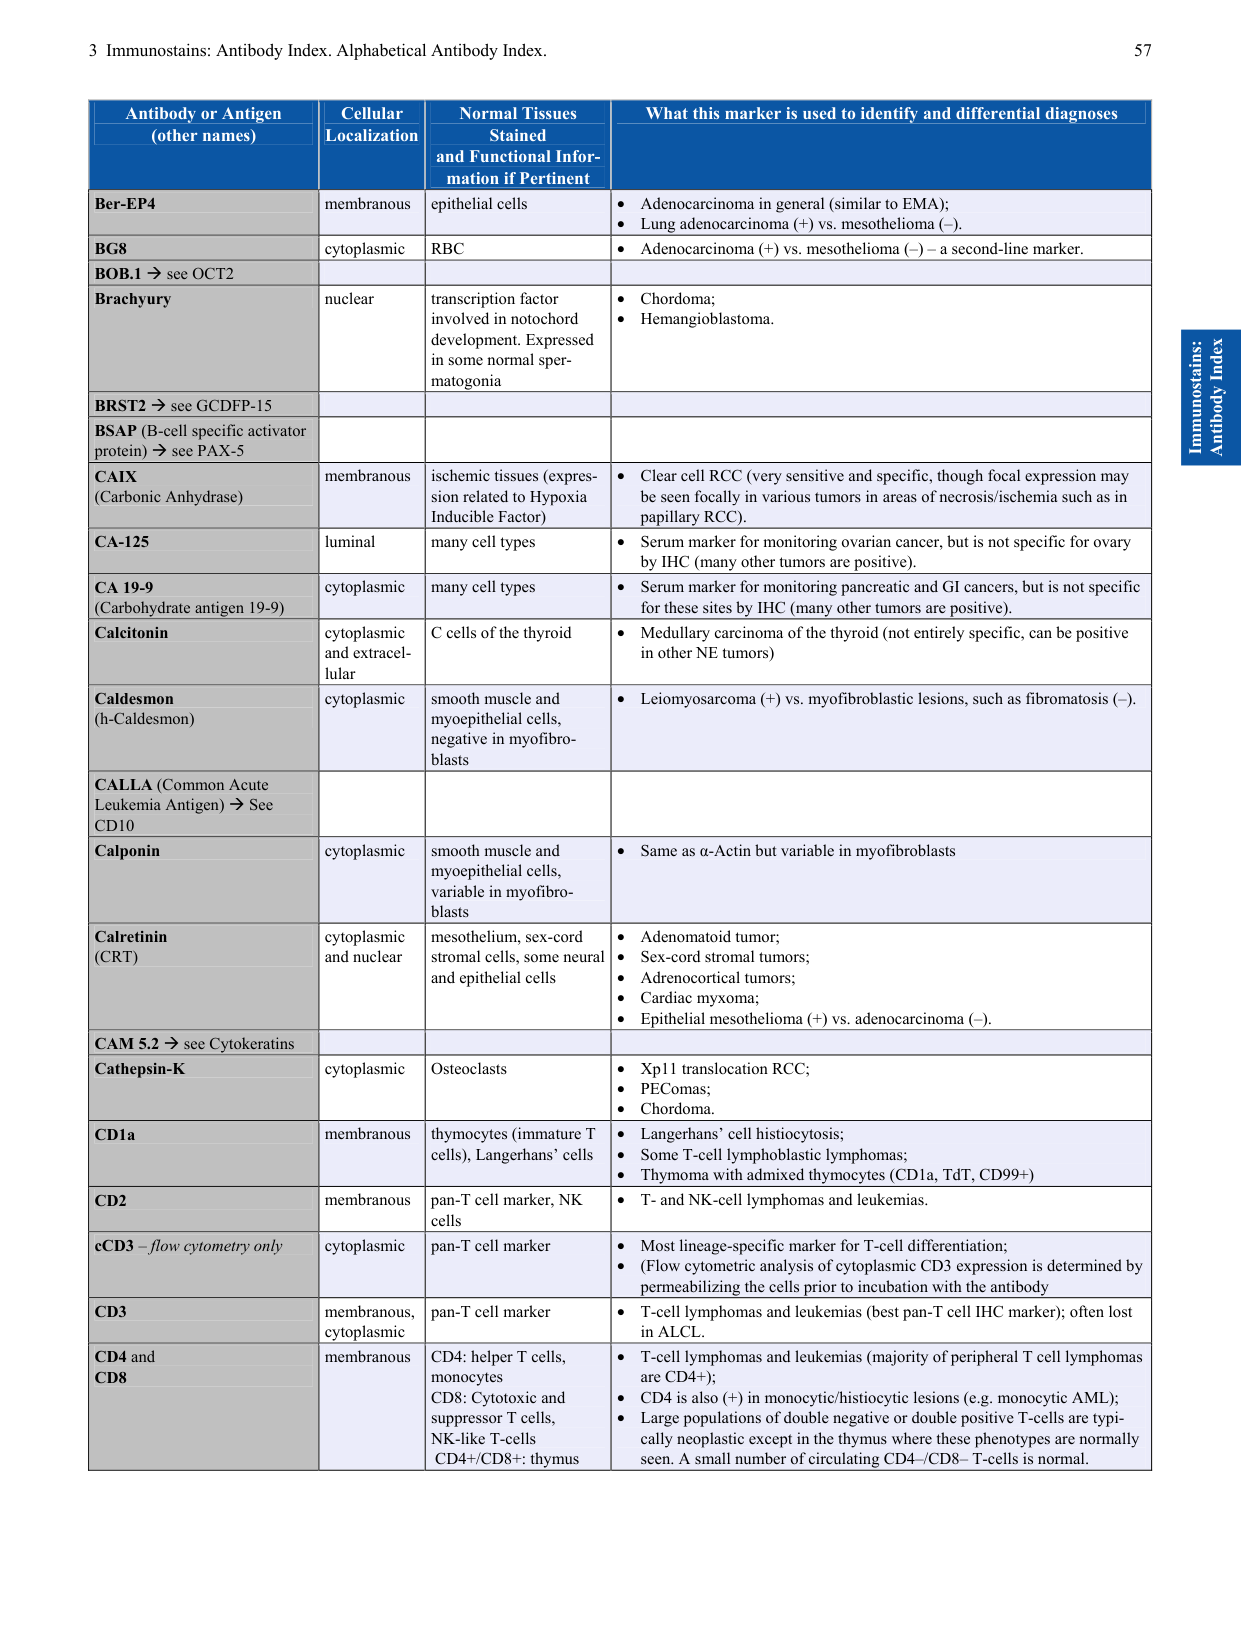 3 Immunostains: Antibody Index. Alphabetical Antibody Index.
57
Antibody or Antigen
(other names)
Cellular
Localization
Normal Tissues
Stained
and Functional Infor-
mation if Pertinent
What this marker is used to identify and differential diagnoses
Ber-EP4
membranous
epithelial cells
• Adenocarcinoma in general (similar to EMA);
• Lung adenocarcinoma (+) vs. mesothelioma (–).
BG8
cytoplasmic
RBC
• Adenocarcinoma (+) vs. mesothelioma (–) – a second-line marker.
BOB.1 → see OCT2
Brachyury
nuclear
transcription factor
involved in notochord
development. Expressed
in some normal sper-
matogonia
• Chordoma;
• Hemangioblastoma.
BRST2 → see GCDFP-15
BSAP (B-cell specific activator
protein) → see PAX-5
CAIX
(Carbonic Anhydrase)
membranous
ischemic tissues (expres-
sion related to Hypoxia
Inducible Factor)
• Clear cell RCC (very sensitive and specific, though focal expression may
be seen focally in various tumors in areas of necrosis/ischemia such as in
papillary RCC).
CA-125
luminal
many cell types
• Serum marker for monitoring ovarian cancer, but is not specific for ovary
by IHC (many other tumors are positive).
CA 19-9
(Carbohydrate antigen 19-9)
cytoplasmic
many cell types
• Serum marker for monitoring pancreatic and GI cancers, but is not specific
for these sites by IHC (many other tumors are positive).
Calcitonin
cytoplasmic
and extracel-
lular
C cells of the thyroid
• Medullary carcinoma of the thyroid (not entirely specific, can be positive
in other NE tumors)
Caldesmon
(h-Caldesmon)
cytoplasmic
smooth muscle and
myoepithelial cells,
negative in myofibro-
blasts
• Leiomyosarcoma (+) vs. myofibroblastic lesions, such as fibromatosis (–).
CALLA (Common Acute
Leukemia Antigen) → See
CD10
Calponin
cytoplasmic
smooth muscle and
myoepithelial cells,
variable in myofibro-
blasts
• Same as α-Actin but variable in myofibroblasts
Calretinin
(CRT)
cytoplasmic
and nuclear
mesothelium, sex-cord
stromal cells, some neural
and epithelial cells
• Adenomatoid tumor;
• Sex-cord stromal tumors;
• Adrenocortical tumors;
• Cardiac myxoma;
• Epithelial mesothelioma (+) vs. adenocarcinoma (–).
CAM 5.2 → see Cytokeratins
Cathepsin-K
cytoplasmic
Osteoclasts
• Xp11 translocation RCC;
• PEComas;
• Chordoma.
CD1a
membranous
thymocytes (immature T
cells), Langerhans’ cells
• Langerhans’ cell histiocytosis;
• Some T-cell lymphoblastic lymphomas;
• Thymoma with admixed thymocytes (CD1a, TdT, CD99+)
CD2
membranous
pan-T cell marker, NK
cells
• T- and NK-cell lymphomas and leukemias.
cCD3 – flow cytometry only
cytoplasmic
pan-T cell marker
• Most lineage-specific marker for T-cell differentiation;
• (Flow cytometric analysis of cytoplasmic CD3 expression is determined by
permeabilizing the cells prior to incubation with the antibody
CD3
membranous,
cytoplasmic
pan-T cell marker
• T-cell lymphomas and leukemias (best pan-T cell IHC marker); often lost
in ALCL.
CD4 and
CD8
membranous
CD4: helper T cells,
monocytes
CD8: Cytotoxic and
suppressor T cells,
NK-like T-cells
CD4+/CD8+: thymus
• T-cell lymphomas and leukemias (majority of peripheral T cell lymphomas
are CD4+);
• CD4 is also (+) in monocytic/histiocytic lesions (e.g. monocytic AML);
• Large populations of double negative or double positive T-cells are typi-
cally neoplastic except in the thymus where these phenotypes are normally
seen. A small number of circulating CD4–/CD8– T-cells is normal.
Immunostains:
Antibody Index